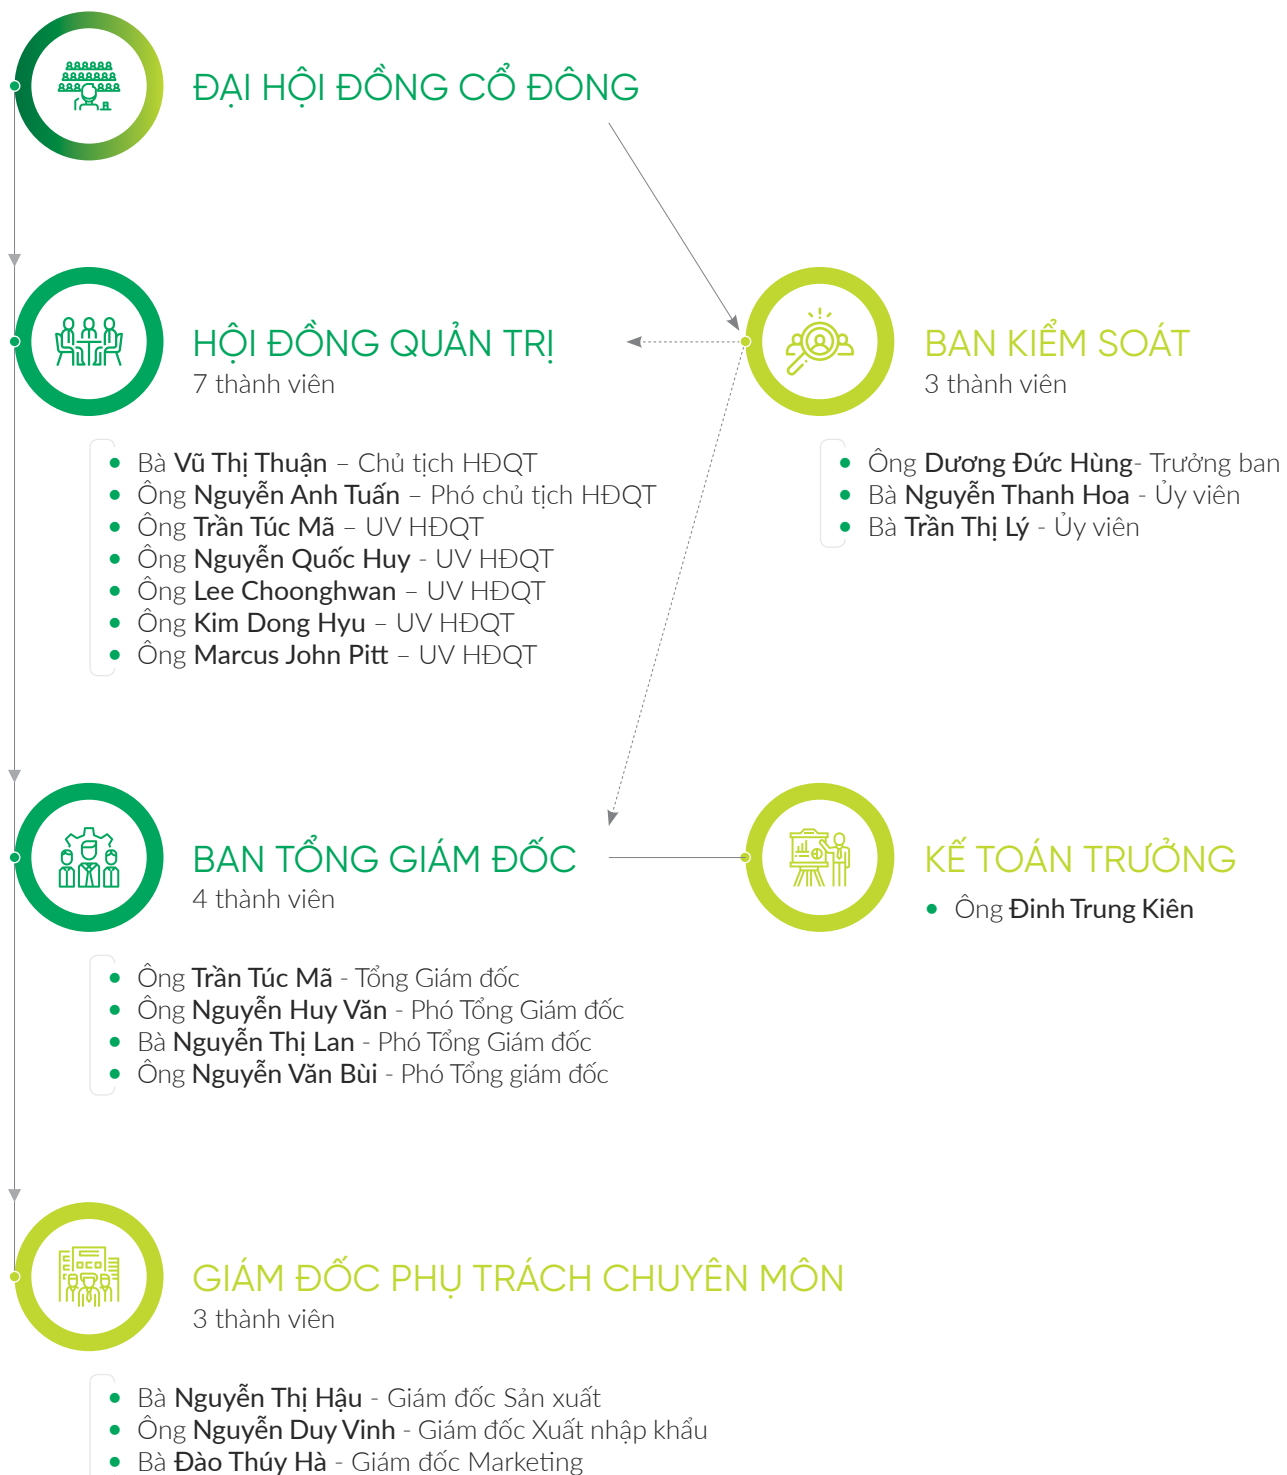 ĐẠI HỘI ĐỒNG CỔ ĐÔNG
HỘI ĐỒNG QUẢN TRỊ
7 thành viên
Bà Vũ Thị Thuận – Chủ tịch HĐQT
Ông Nguyễn Anh Tuấn – Phó chủ tịch HĐQT
Ông Trần Túc Mã – UV HĐQT
Ông Nguyễn Quốc Huy - UV HĐQT
Ông Lee Choonghwan – UV HĐQT
Ông Kim Dong Hyu – UV HĐQT
Ông Marcus John Pitt – UV HĐQT
BAN KIỂM SOÁT
3 thành viên
Ông Dương Đức Hùng- Trưởng ban
Bà Nguyễn Thanh Hoa - Ủy viên
Bà Trần Thị Lý - Ủy viên
BAN TỔNG GIÁM ĐỐC
4 thành viên
Ông Trần Túc Mã - Tổng Giám đốc
Ông Nguyễn Huy Văn - Phó Tổng Giám đốc
Bà Nguyễn Thị Lan - Phó Tổng Giám đốc
Ông Nguyễn Văn Bùi - Phó Tổng giám đốc
KẾ TOÁN TRƯỞNG
Ông Đinh Trung Kiên
GIÁM ĐỐC PHỤ TRÁCH CHUYÊN MÔN
3 thành viên
Bà Nguyễn Thị Hậu - Giám đốc Sản xuất
Ông Nguyễn Duy Vinh - Giám đốc Xuất nhập khẩu
Bà Đào Thúy Hà - Giám đốc Marketing